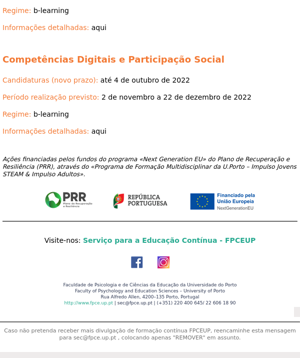 Regime: b-learning
Informações detalhadas: aqui
Competências Digitais e Participação Social
Candidaturas (novo prazo): até 4 de outubro de 2022
Período realização previsto: 2 de novembro a 22 de dezembro de 2022
Regime: b-learning
Informações detalhadas: aqui
Ações financiadas pelos fundos do programa «Next Generation EU» do Plano de Recuperação e
Resiliência (PRR), através do «Programa de Formação Multidisciplinar da U.Porto – Impulso Jovens
STEAM & Impulso Adultos».
PRR
Plano de Recuperação
e Resiliência
REPÚBLICA
PORTUGUESA
Financiado pela
União Europeia
NextGenerationEU
Visite-nos: Serviço para a Educação Contínua - FPCEUP
Faculdade de Psicologia e de Ciências da Educação da Universidade do Porto
Faculty of Psychology and Education Sciences - University of Porto
Rua Alfredo Allen, 4200-135 Porto, Portugal
http://www.fpce.up.pt | sec@fpce.up.pt | (+351) 220 400 645/ 22 606 18 90
Caso não pretenda receber mais divulgação de formação contínua FPCEUP, reencaminhe esta mensagem
para sec@fpce.up.pt , colocando apenas "REMOVER" em assunto.